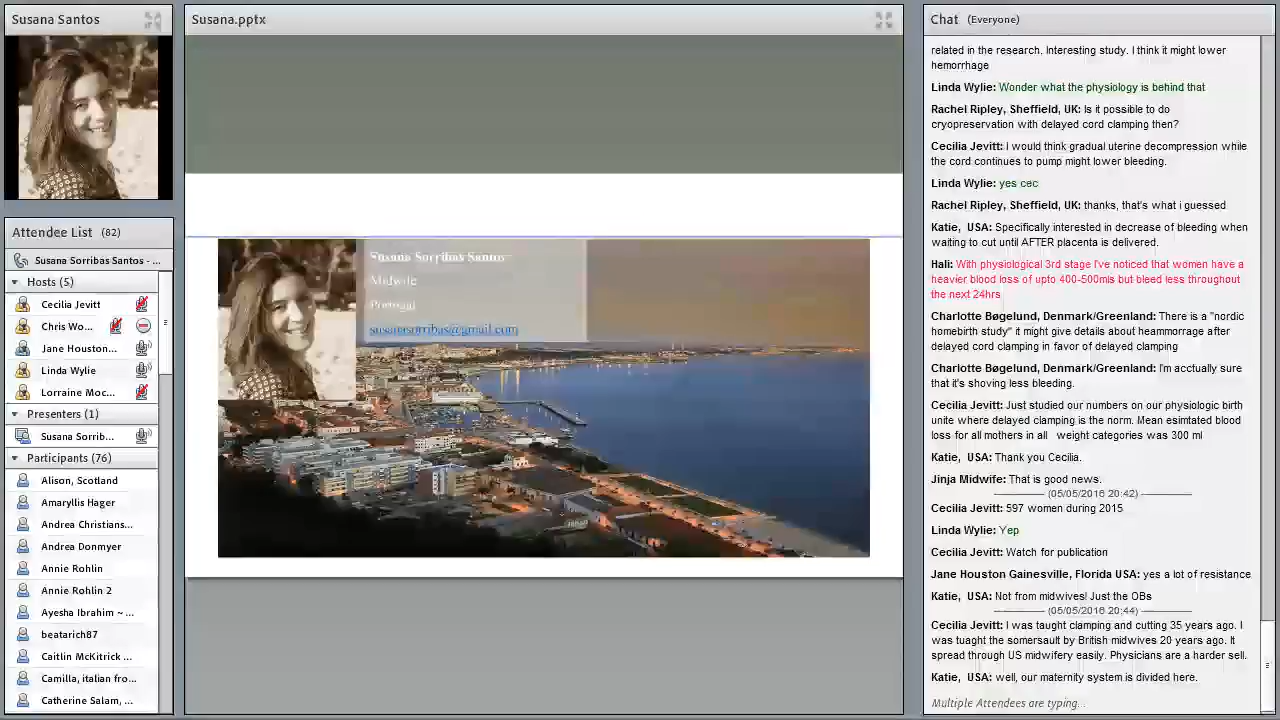 Susana Santos
Attendee List (82)
Susana Sorribas Santos - ...
Hosts (5)
Cecilia Jevitt
Chris Wo...
Jane Houston...
Linda Wylie
Lorraine Moc...
Presenters (1)
Susana Sorrib...
Participants (76)
Alison, Scotland
Amaryllis Hager
Andrea Christians...
Andrea Donmyer
Annie Rohlin
Annie Rohlin 2
Ayesha Ibrahim ~ ...
beatarich87
Caitlin McKitrick ...
Camilla, italian fro...
Catherine Salam, ...
Susana.pptx
Susana Sorribas Santos
Midwife
Portugal
susanasorribas@gmail.com
Chat (Everyone)
related in the research. Interesting study. I think it might lower
hemorrhage
Linda Wylie: Wonder what the physiology is behind that
Rachel Ripley, Sheffield, UK: Is it possible to do
cryopreservation with delayed cord clamping then?
Cecilia Jevitt: I would think gradual uterine decompression while
the cord continues to pump might lower bleeding.
Linda Wylie: yes cec
Rachel Ripley, Sheffield, UK: thanks, that's what i guessed
Katie, USA: Specifically interested in decrease of bleeding when
waiting to cut until AFTER placenta is delivered.
Hali: With physiological 3rd stage I've noticed that women have a
heavier blood loss of upto 400-500mls but bleed less throughout
the next 24hrs
Charlotte Bøgelund, Denmark/Greenland: There is a "nordic
homebirth study" it might give details about heammorrage after
delayed cord clamping in favor of delayed clamping
Charlotte Bøgelund, Denmark/Greenland: I'm acctually sure
that it's shoving less bleeding.
Cecilia Jevitt: Just studied our numbers on our physiologic birth
unite where delayed clamping is the norm. Mean esimtated blood
loss for all mothers in all weight categories was 300 ml
Katie, USA: Thank you Cecilia.
Jinja Midwife: That is good news.
(05/05/2016 20:42)
Cecilia Jevitt: 597 women during 2015
Linda Wylie: Yep
Cecilia Jevitt: Watch for publication
Jane Houston Gainesville, Florida USA: yes a lot of resistance
Katie, USA: Not from midwives! Just the OBs
(05/05/2016 20:44)
Cecilia Jevitt: I was taught clamping and cutting 35 years ago. I
was tuaght the somersault by British midwives 20 years ago. It
spread through US midwifery easily. Physicians are a harder sell.
Katie, USA: well, our maternity system is divided here.
Multiple Attendees are typing...